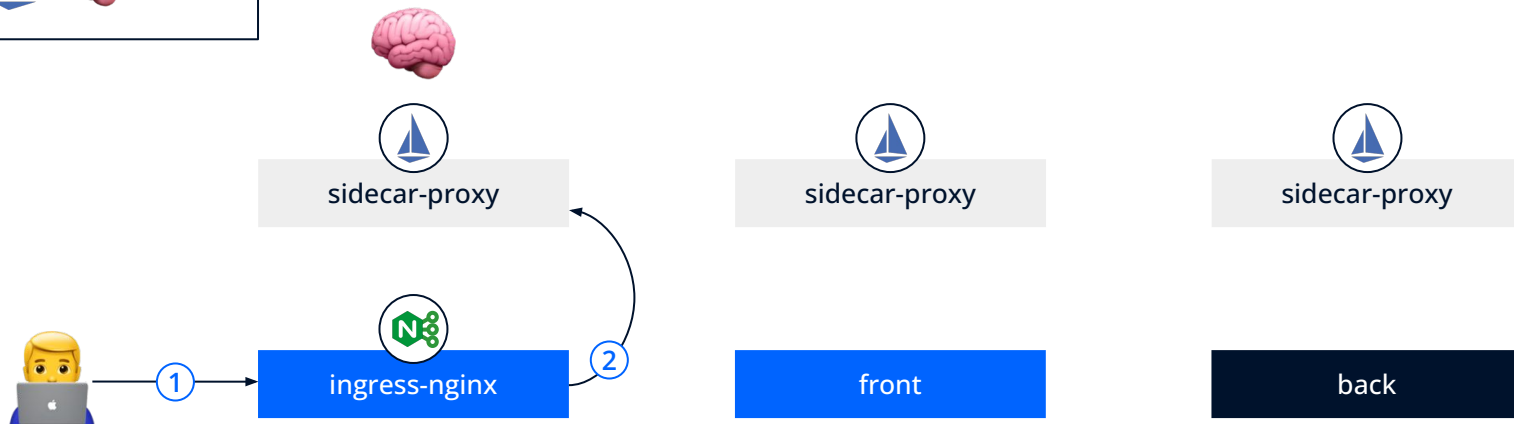 sidecar-proxy
sidecar-proxy
sidecar-proxy
N
2
1
ingress-nginx
front
back